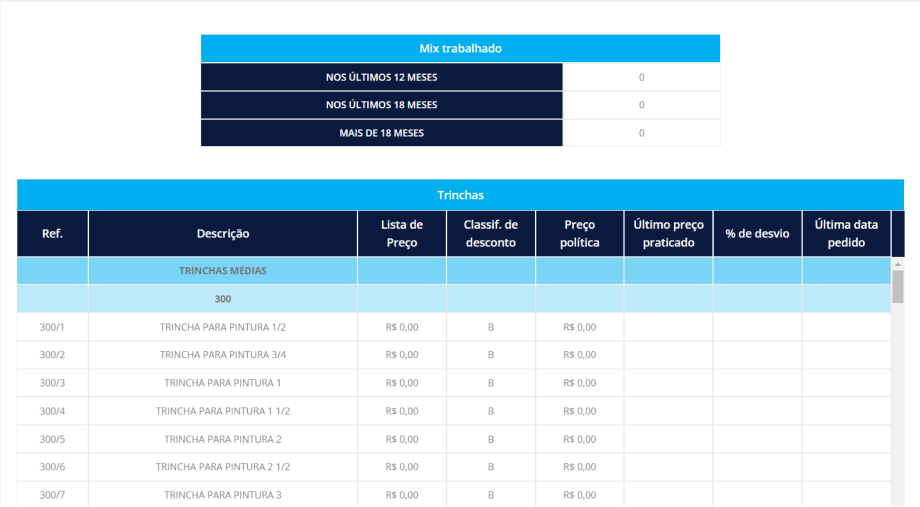 Mix trabalhado
NOS ÚLTIMOS 12 MESES 0
NOS ÚLTIMOS 18 MESES 0
MAIS DE 18 MESES 0
Trinchas
Ref. Descrição Lista de Preço Classif. de desconto Preço política Último preço praticado % de desvio Última data pedido
TRINCHAS MÉDIAS
300
300/1 TRINCHA PARA PINTURA 1/2 R$ 0,00 B R$ 0,00
300/2 TRINCHA PARA PINTURA 3/4 R$ 0,00 B R$ 0,00
300/3 TRINCHA PARA PINTURA 1 R$ 0,00 B R$ 0,00
300/4 TRINCHA PARA PINTURA 1 1/2 R$ 0,00 B R$ 0,00
300/5 TRINCHA PARA PINTURA 2 R$ 0,00 B R$ 0,00
300/6 TRINCHA PARA PINTURA 2 1/2 R$ 0,00 B R$ 0,00
300/7 TRINCHA PARA PINTURA 3 R$ 0,00 B R$ 0,00